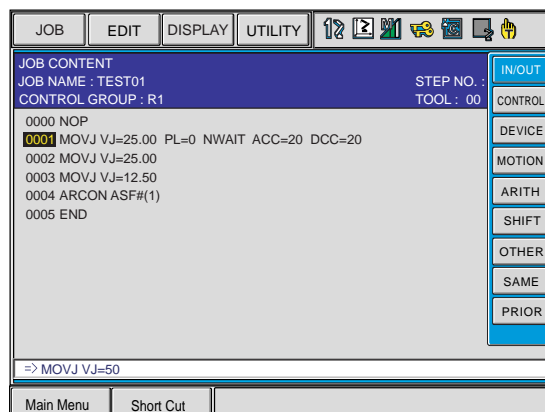 JOB EDIT DISPLAY UTILITY
JOB CONTENT
JOB NAME : TEST01 STEP NO. :
CONTROL GROUP : R1 TOOL : 00
0000 NOP
0001 MOVJ VJ=25.00 PL=0 NWAIT ACC=20 DCC=20
0002 MOVJ VJ=25.00
0003 MOVJ VJ=12.50
0004 ARCON ASF#(1)
0005 END
IN/OUT
CONTROL
DEVICE
MOTION
ARITH
SHIFT
OTHER
SAME
PRIOR
=> MOVJ VJ=50
Main Menu Short Cut